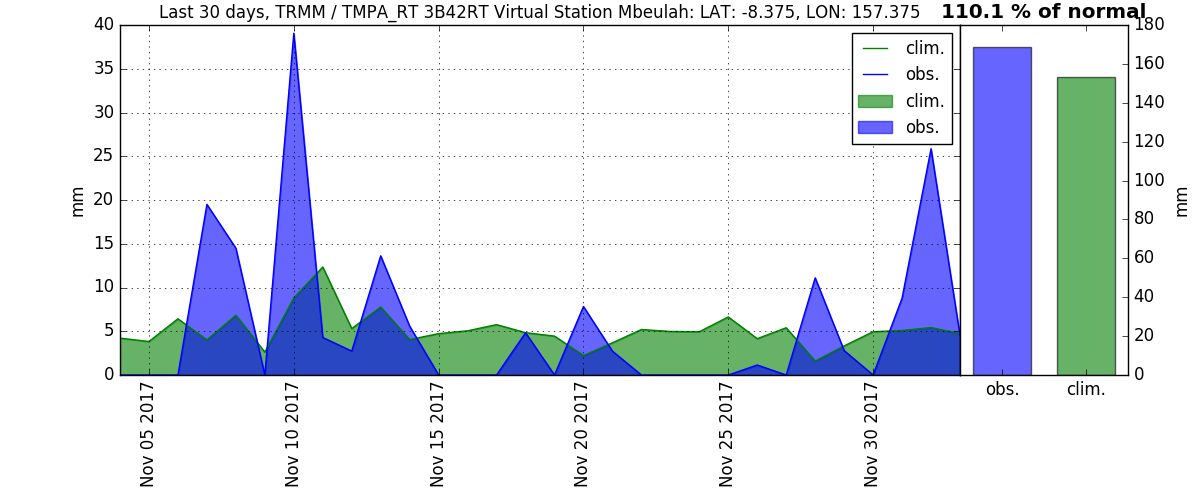 Last 30 days, TRMM / TMPA_RT 3B42RT Virtual Station Mbeulah: LAT: -8.375, LON: 157.375 110.1 % of normal
40
35
30
25
20
15
10
5
0
mm
clim.
obs.
clim.
obs.
Nov 05 2017
Nov 10 2017
Nov 15 2017
Nov 20 2017
Nov 25 2017
Nov 30 2017
180
160
140
120
100
80
60
40
20
0
mm
obs. clim.